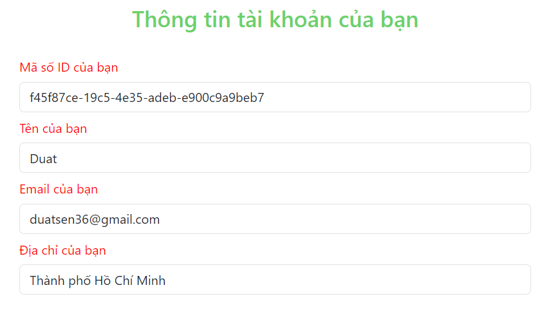 Thông tin tài khoản của bạn
Mã số ID của bạn
f45f87ce-19c5-4e35-adeb-e900c9a9beb7
Tên của bạn
Duat
Email của bạn
duatsen36@gmail.com
Địa chỉ của bạn
Thành phố Hồ Chí Minh